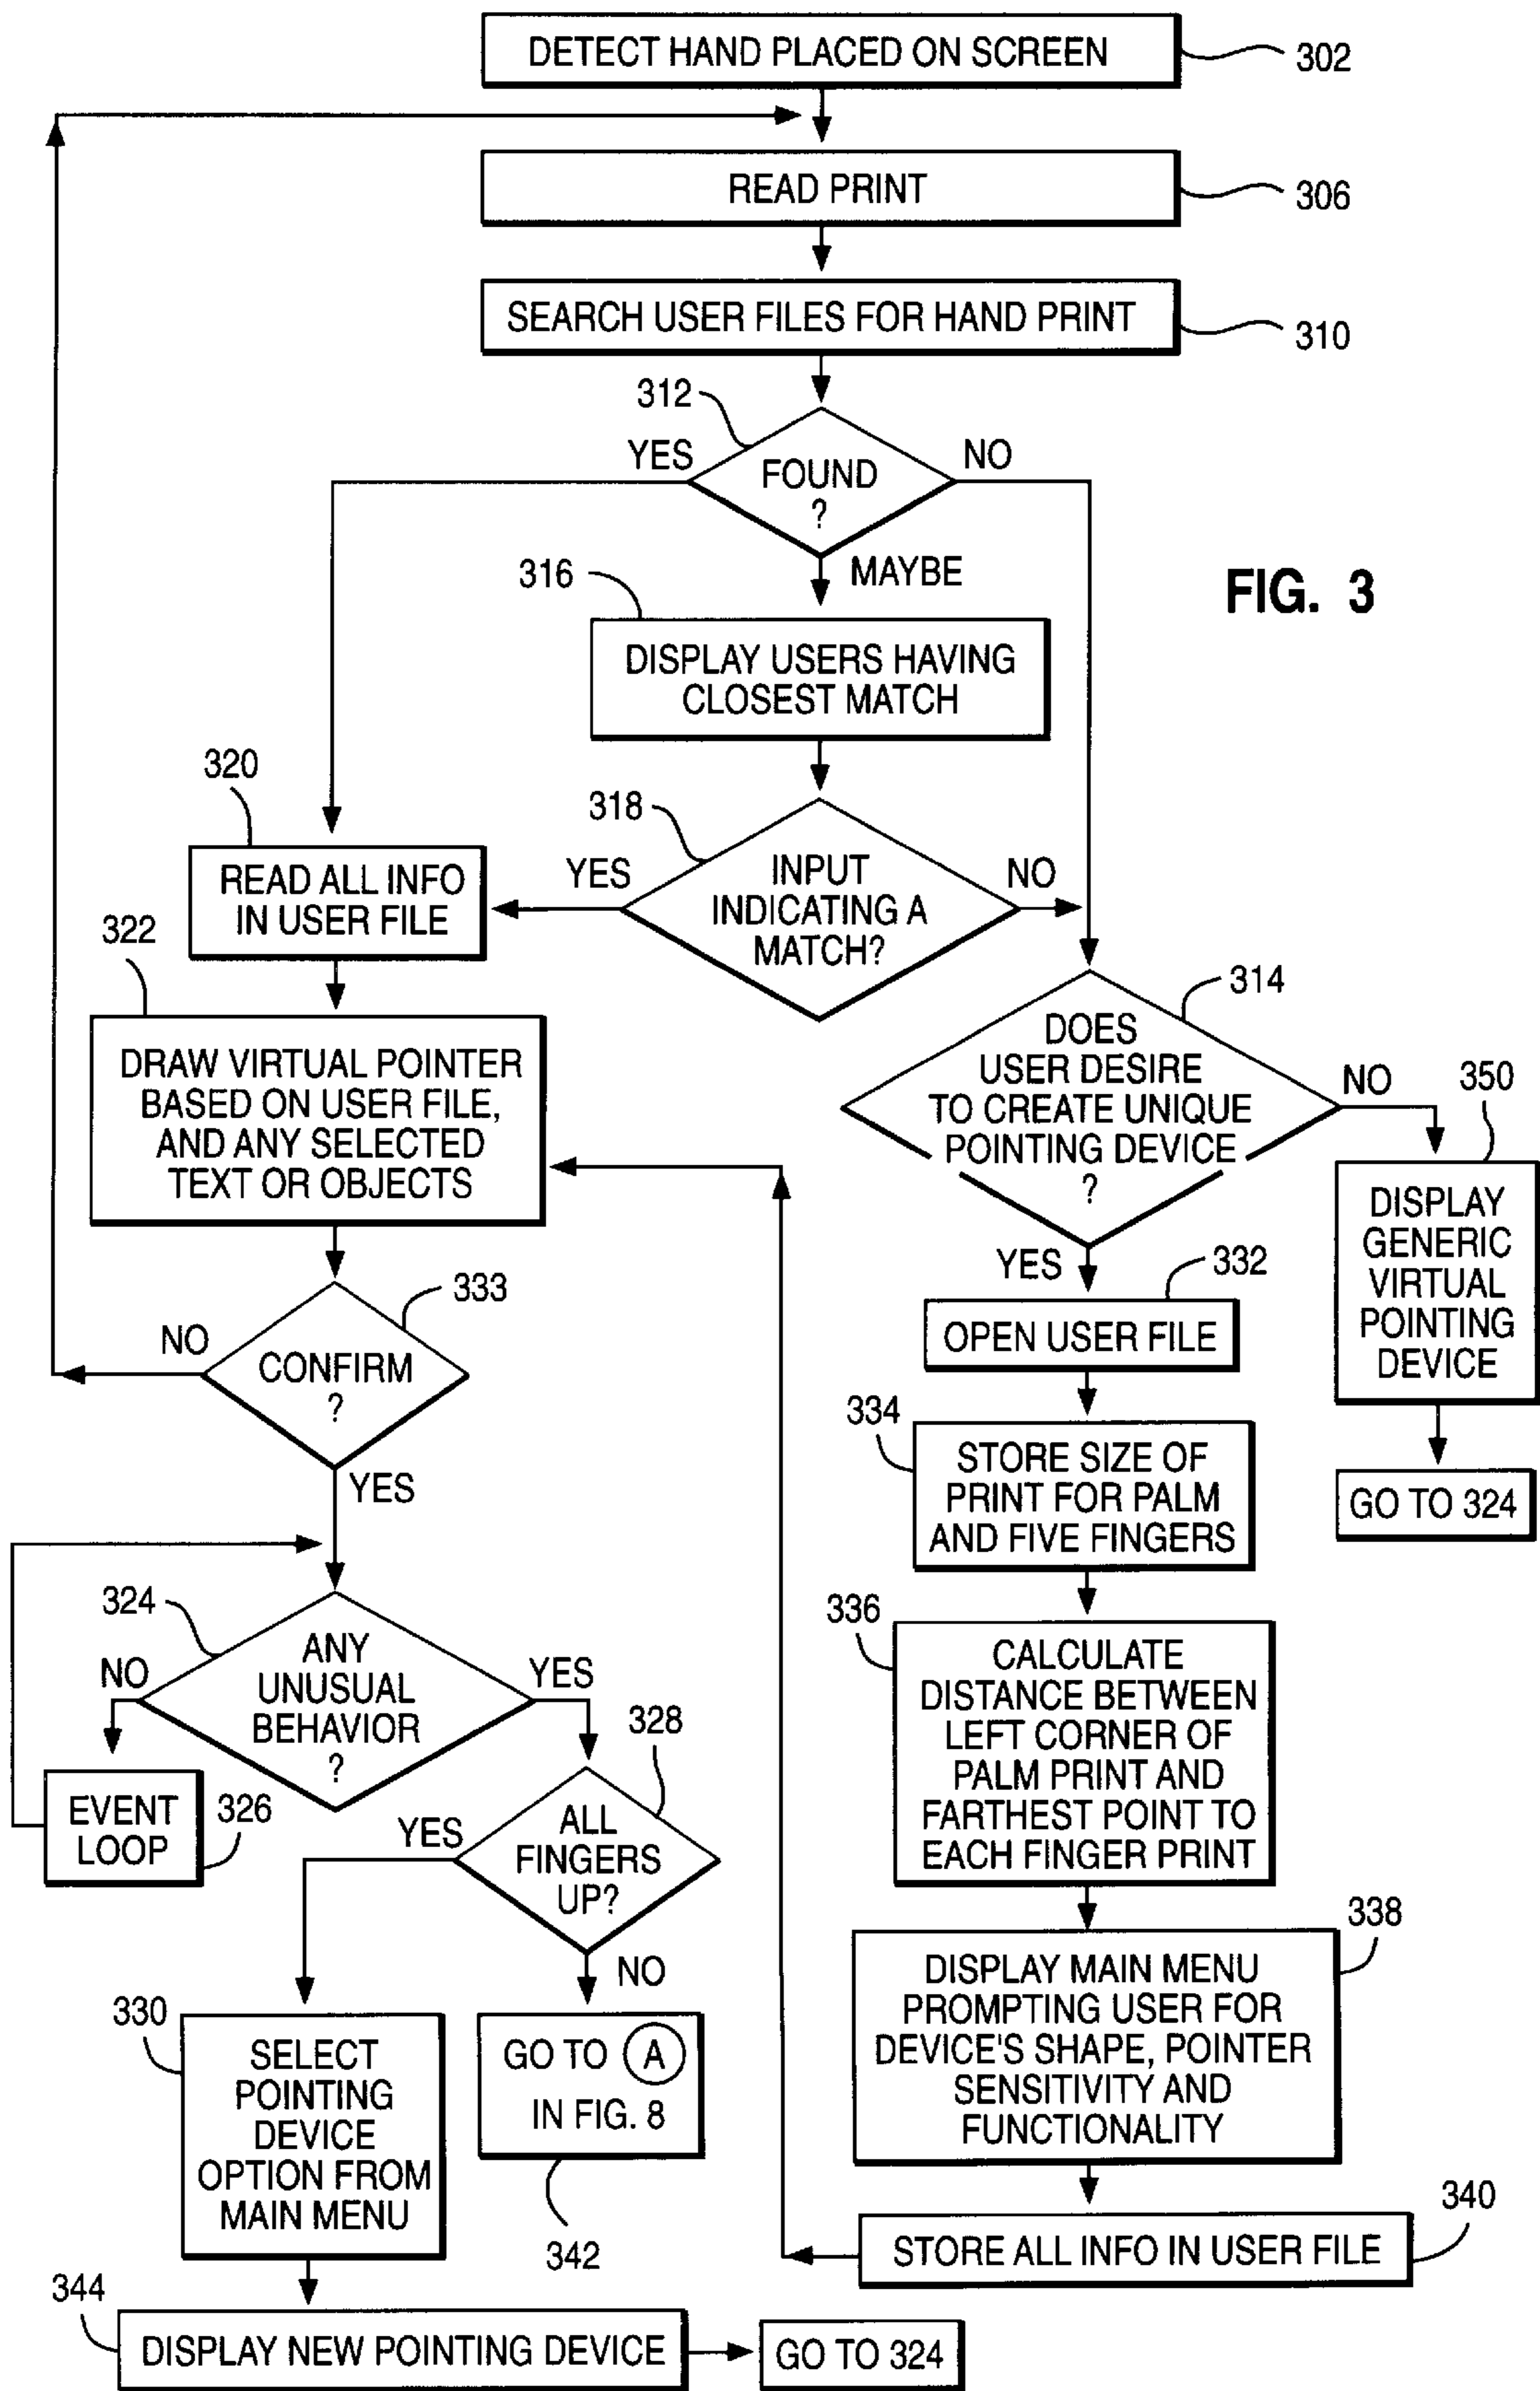 DETECT HAND PLACED ON SCREEN
302
READ PRINT
306
SEARCH USER FILES FOR HAND PRINT
310
312
YES
NO
FOUND
?
MAYBE
FIG. 3
316
DISPLAY USERS HAVING
CLOSEST MATCH
320
318
READ ALL INFO
IN USER FILE
YES
INPUT
INDICATING A
MATCH?
NO
322
DRAW VIRTUAL POINTER
BASED ON USER FILE,
AND ANY SELECTED
TEXT OR OBJECTS
314
DOES
USER DESIRE
TO CREATE UNIQUE
POINTING DEVICE
?
NO
350
DISPLAY
GENERIC
VIRTUAL
POINTING
DEVICE
GO TO 324
YES
332
OPEN USER FILE
333
NO
CONFIRM
?
YES
334
STORE SIZE OF
PRINT FOR PALM
AND FIVE FINGERS
324
NO
ANY
UNUSUAL
BEHAVIOR
?
YES
336
CALCULATE
DISTANCE BETWEEN
LEFT CORNER OF
PALM PRINT AND
FARTHEST POINT TO
EACH FINGER PRINT
EVENT
LOOP
326
328
YES
ALL
FINGERS
UP?
NO
338
DISPLAY MAIN MENU
PROMPTING USER FOR
DEVICE'S SHAPE, POINTER
SENSITIVITY AND
FUNCTIONALITY
330
SELECT
POINTING
DEVICE
OPTION FROM
MAIN MENU
GO TO A
IN FIG. 8
342
340
STORE ALL INFO IN USER FILE
344
DISPLAY NEW POINTING DEVICE
GO TO 324